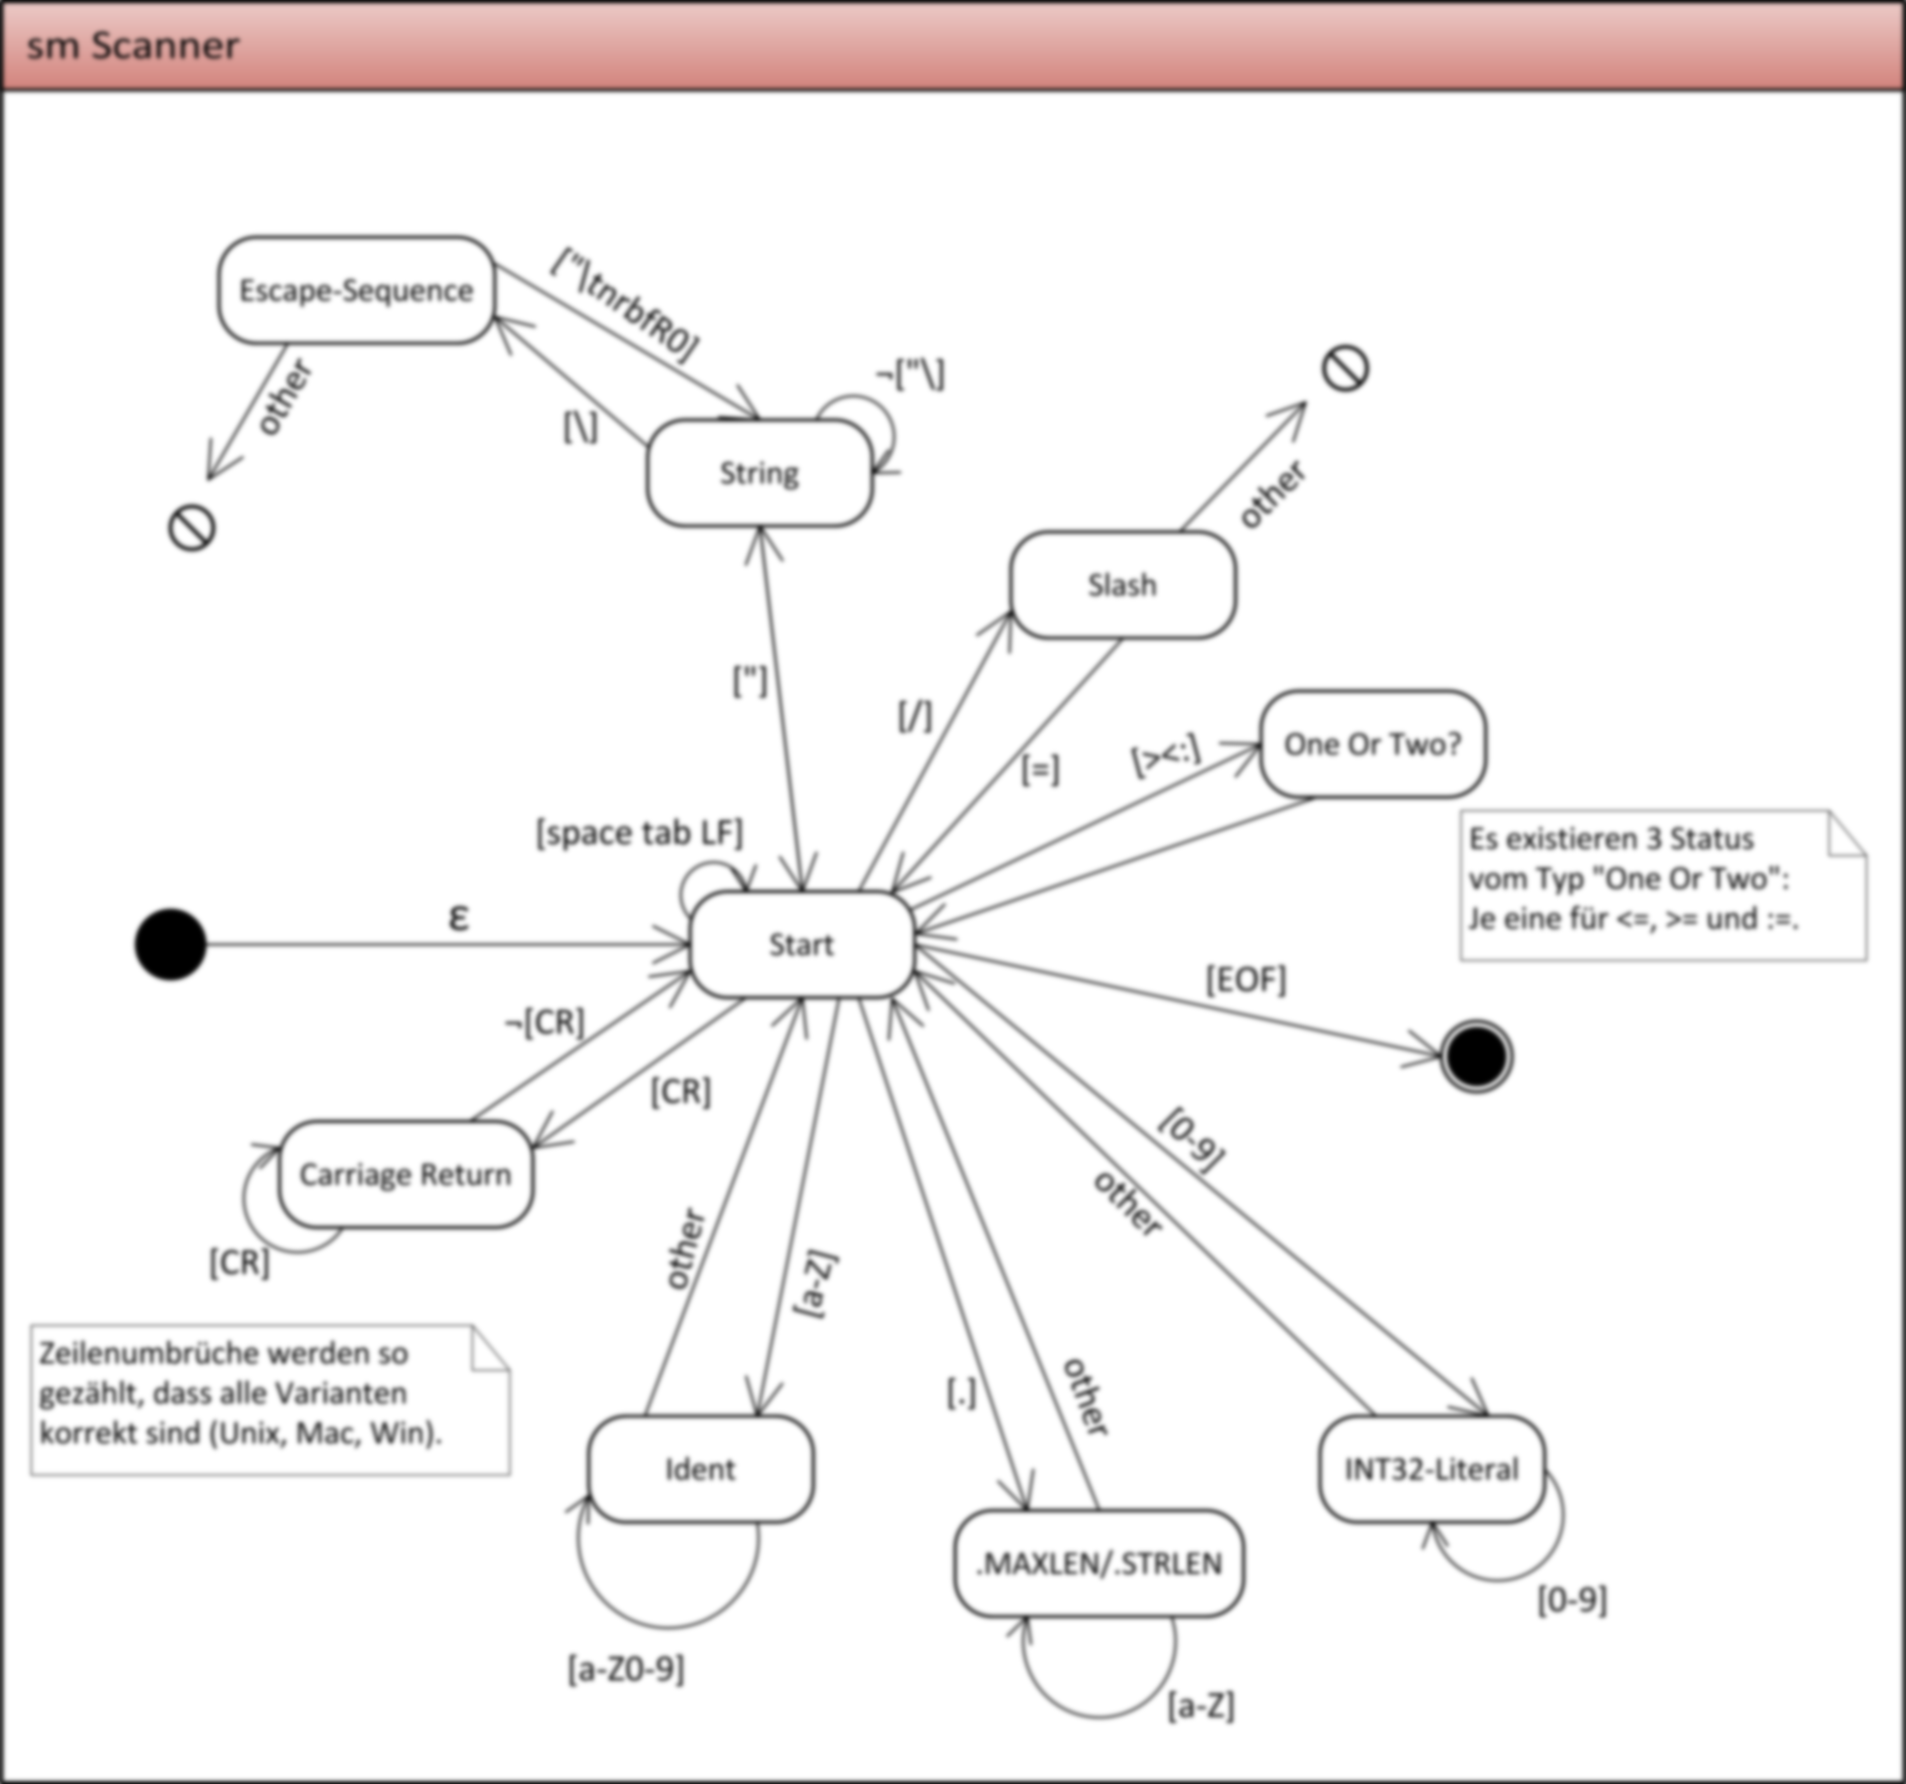 sm Scanner
Escape-Sequence
["\tnrbfR0]
other
[\]
¬["\]
String
other
Slash
["]
[/]
[=]
[><:]
One Or Two?
Es existieren 3 Status
vom Typ "One Or Two":
Je eine für <=, >= und :=.
[space tab LF]
ε
Start
[EOF]
¬[CR]
[CR]
Carriage Return
[CR]
other
[a-Z]
[0-9]
other
Zeilenumbrüche werden so
gezählt, dass alle Varianten
korrekt sind (Unix, Mac, Win).
[.]
other
Ident
INT32-Literal
.MAXLEN/.STRLEN
[0-9]
[a-Z0-9]
[a-Z]